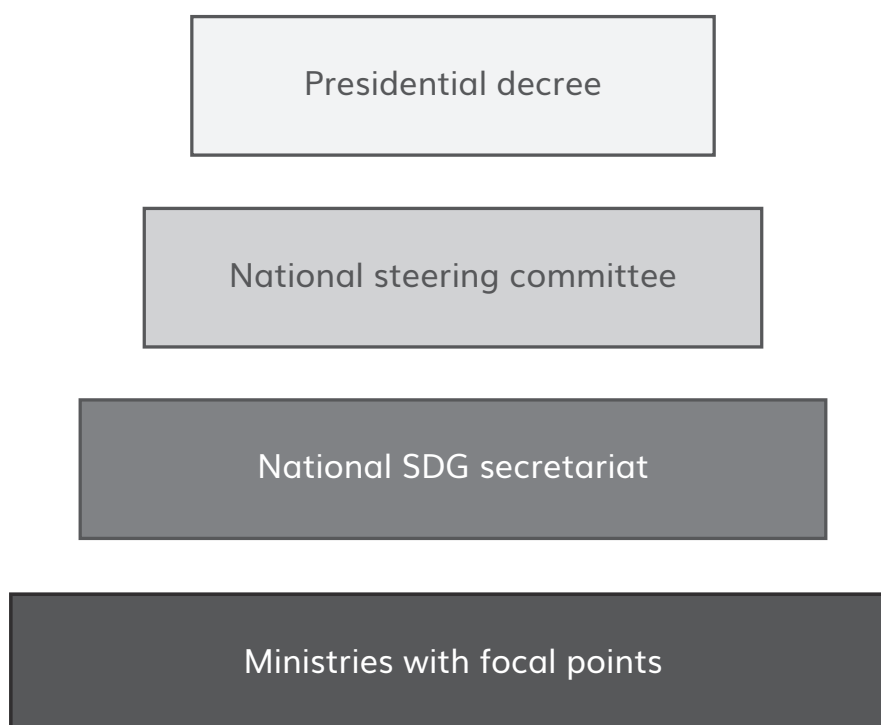 Presidential decree
National steering committee
National SDG secretariat
Ministries with focal points